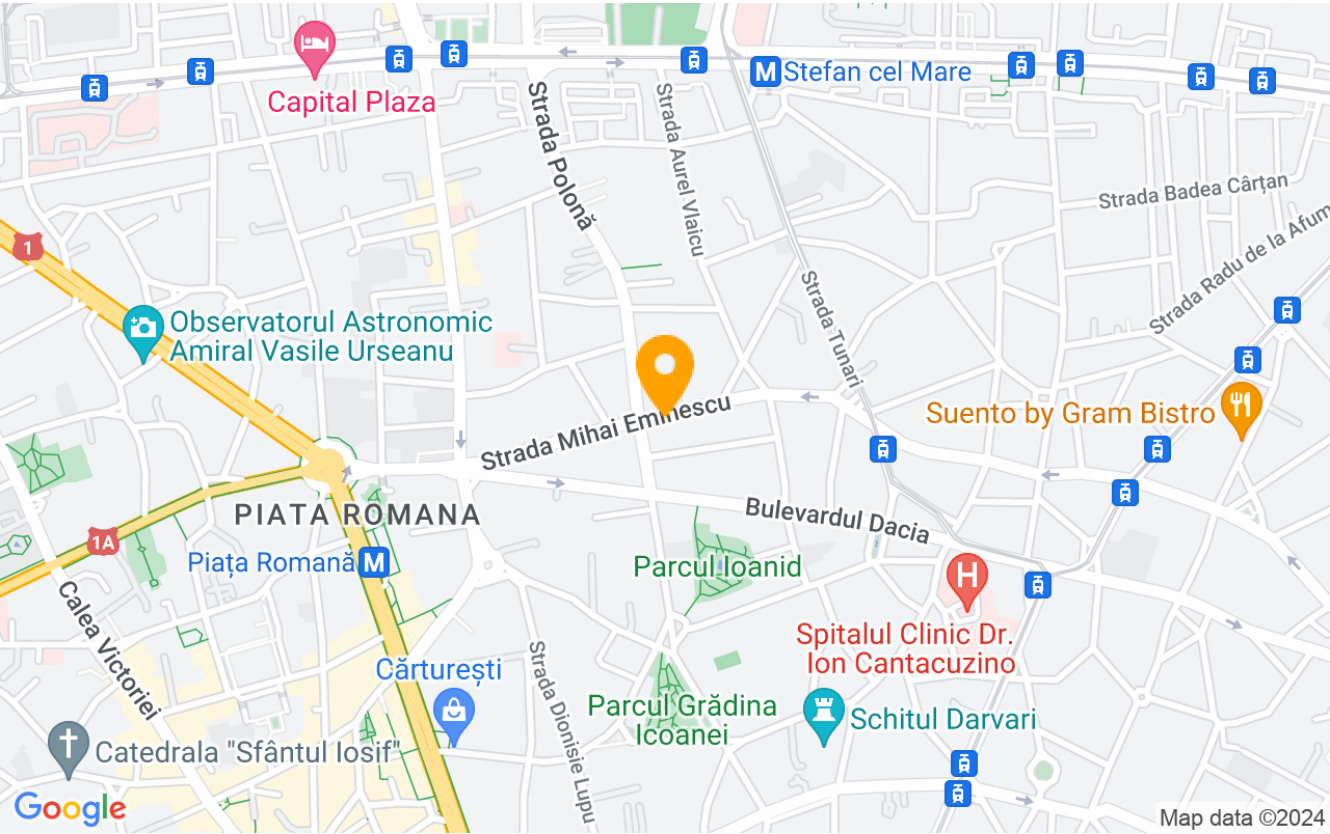 Stefan cel Mare
Capital Plaza
Strada Polonă
Strada Aurel Vlaicu
Strada Badea Cârțan
Strada Radu de la Afum
1
Observatorul Astronomic
Amiral Vasile Urseanu
Strada Tunari
Strada Mihai Eminescu
Suento by Gram Bistro
PIATA ROMANA
1A
Bulevardul Dacia
Piața Romană
M
M
Parcul Ioanid
H
Calea Victoriei
Spitalul Clinic Dr.
Ion Cantacuzino
Cărturești
Strada Dionisie Lupu
Parcul Grădina
Icoanei
Schitul Darvari
Catedrala "Sfântul Iosif"
Google
Map data ©2024